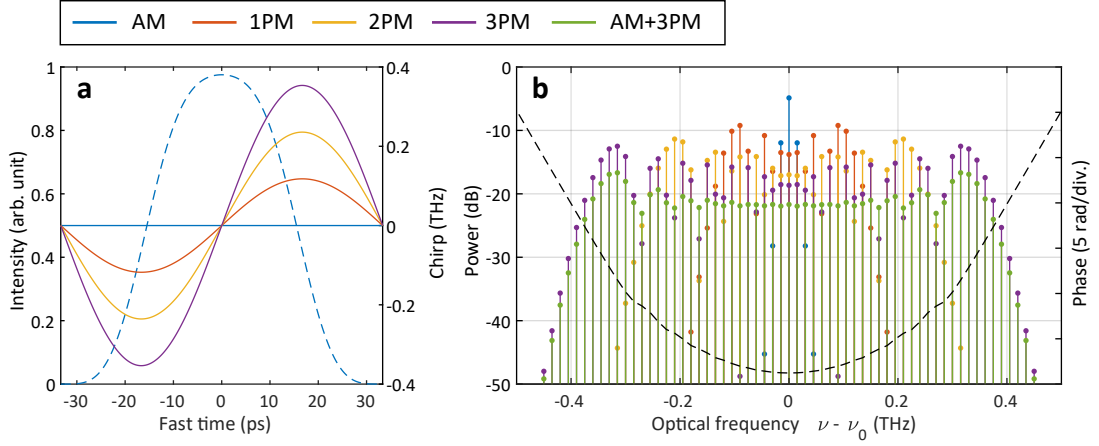 AM 1PM 2PM 3PM AM+3PM
a
Intensity (arb. unit)
1
0.8
0.6
0.4
0.2
0
-30 -20 -10 0 10 20 30
Fast time (ps)
0.4
0.2
0
-0.2
-0.4
Chirp (THz)
b
Power (dB)
0
-10
-20
-30
-40
-50
-0.4 -0.2 0 0.2 0.4
Optical frequency ν - ν0 (THz)
Phase (5 rad/div.)